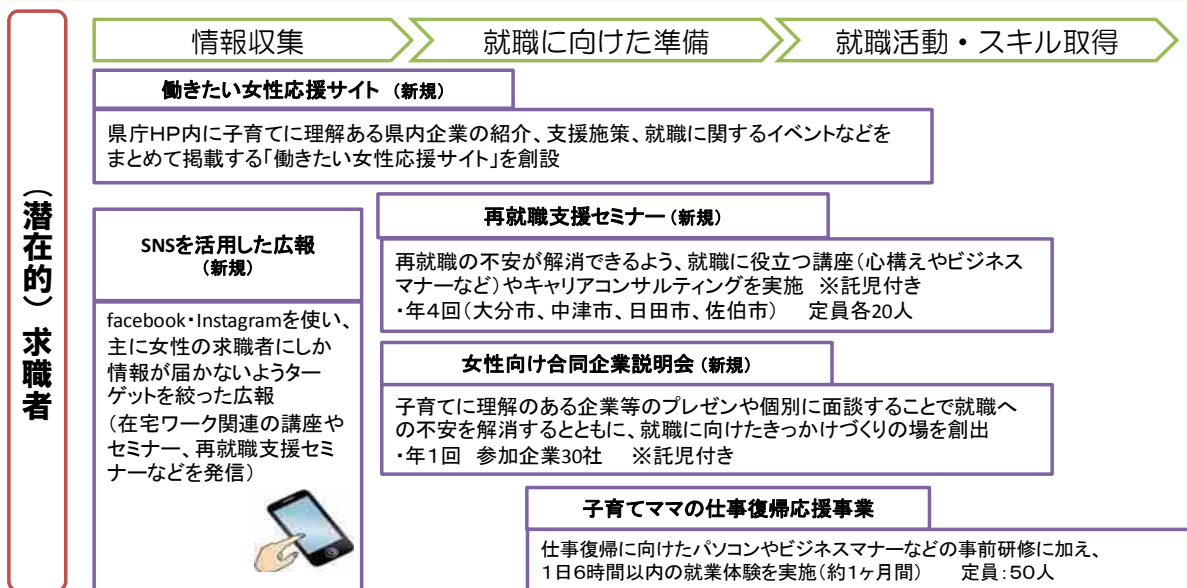 情報収集
就職に向けた準備
就職活動・スキル取得
（潜在的）求職者
働きたい女性応援サイト （新規）
県庁HP内に子育てに理解ある県内企業の紹介、支援施策、就職に関するイベントなどを
まとめて掲載する「働きたい女性応援サイト」を創設
SNSを活用した広報
（新規）
facebook・Instagramを使い、
主に女性の求職者にしか
情報が届かないようター
ゲットを絞った広報
（在宅ワーク関連の講座や
セミナー、再就職支援セミ
ナーなどを発信）
再就職支援セミナー（新規）
再就職の不安が解消できるよう、就職に役立つ講座（心構えやビジネス
マナーなど）やキャリアコンサルティングを実施　※託児付き
・年４回（大分市、中津市、日田市、佐伯市）　定員各20人
女性向け合同企業説明会（新規）
子育てに理解のある企業等のプレゼンや個別に面談することで就職へ
の不安を解消するとともに、就職に向けたきっかけづくりの場を創出
・年１回　参加企業30社　※託児付き
子育てママの仕事復帰応援事業
仕事復帰に向けたパソコンやビジネスマナーなどの事前研修に加え、
１日６時間以内の就業体験を実施（約１ヶ月間）　定員：50人